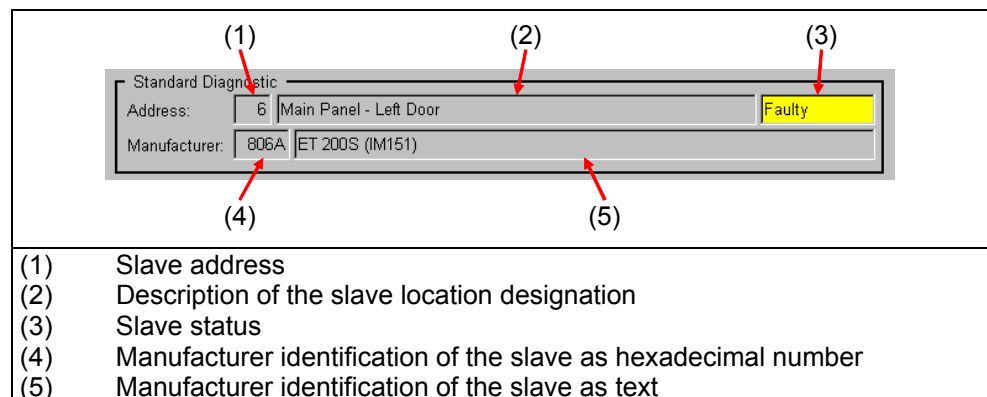 (1) (2) (3)
Standard Diagnostic
Address: 6 Main Panel - Left Door Faulty
Manufacturer: 806A ET 200S (IM151)
(4) (5)
(1) Slave address
(2) Description of the slave location designation
(3) Slave status
(4) Manufacturer identification of the slave as hexadecimal number
(5) Manufacturer identification of the slave as text